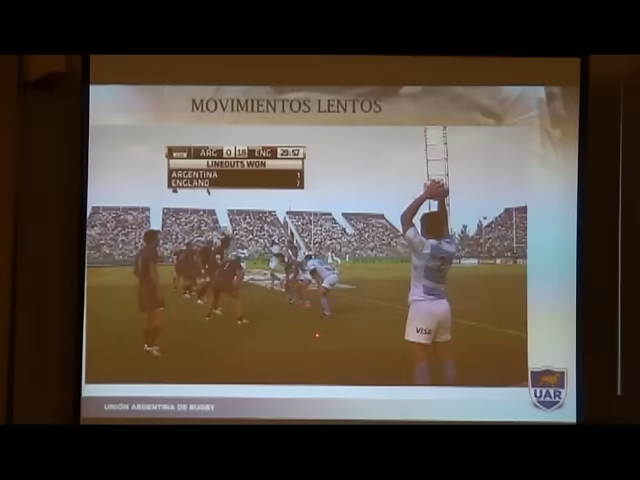 MOVIMIENTOS LENTOS
ARG 0 18 ENG 29:57
LINEOUTS WON
ARGENTINA 1
ENGLAND 7
VISA
UNIÓN ARGENTINA DE RUGBY
UAR